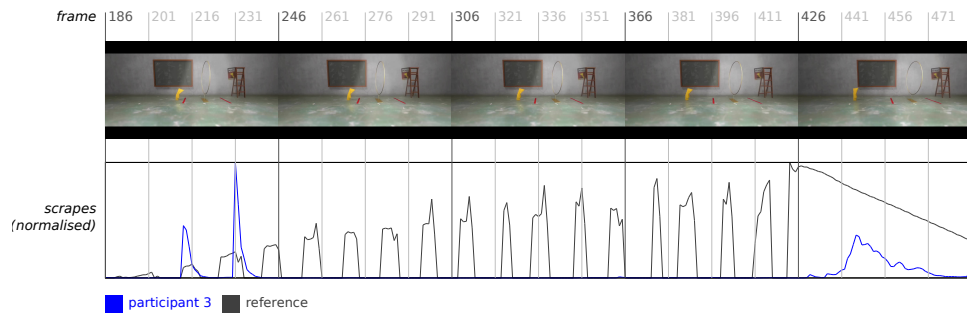 frame 186 201 216 231 246 261 276 291 306 321 336 351 366 381 396 411 426 441 456 471
scrapes
(normalised)
participant 3 reference